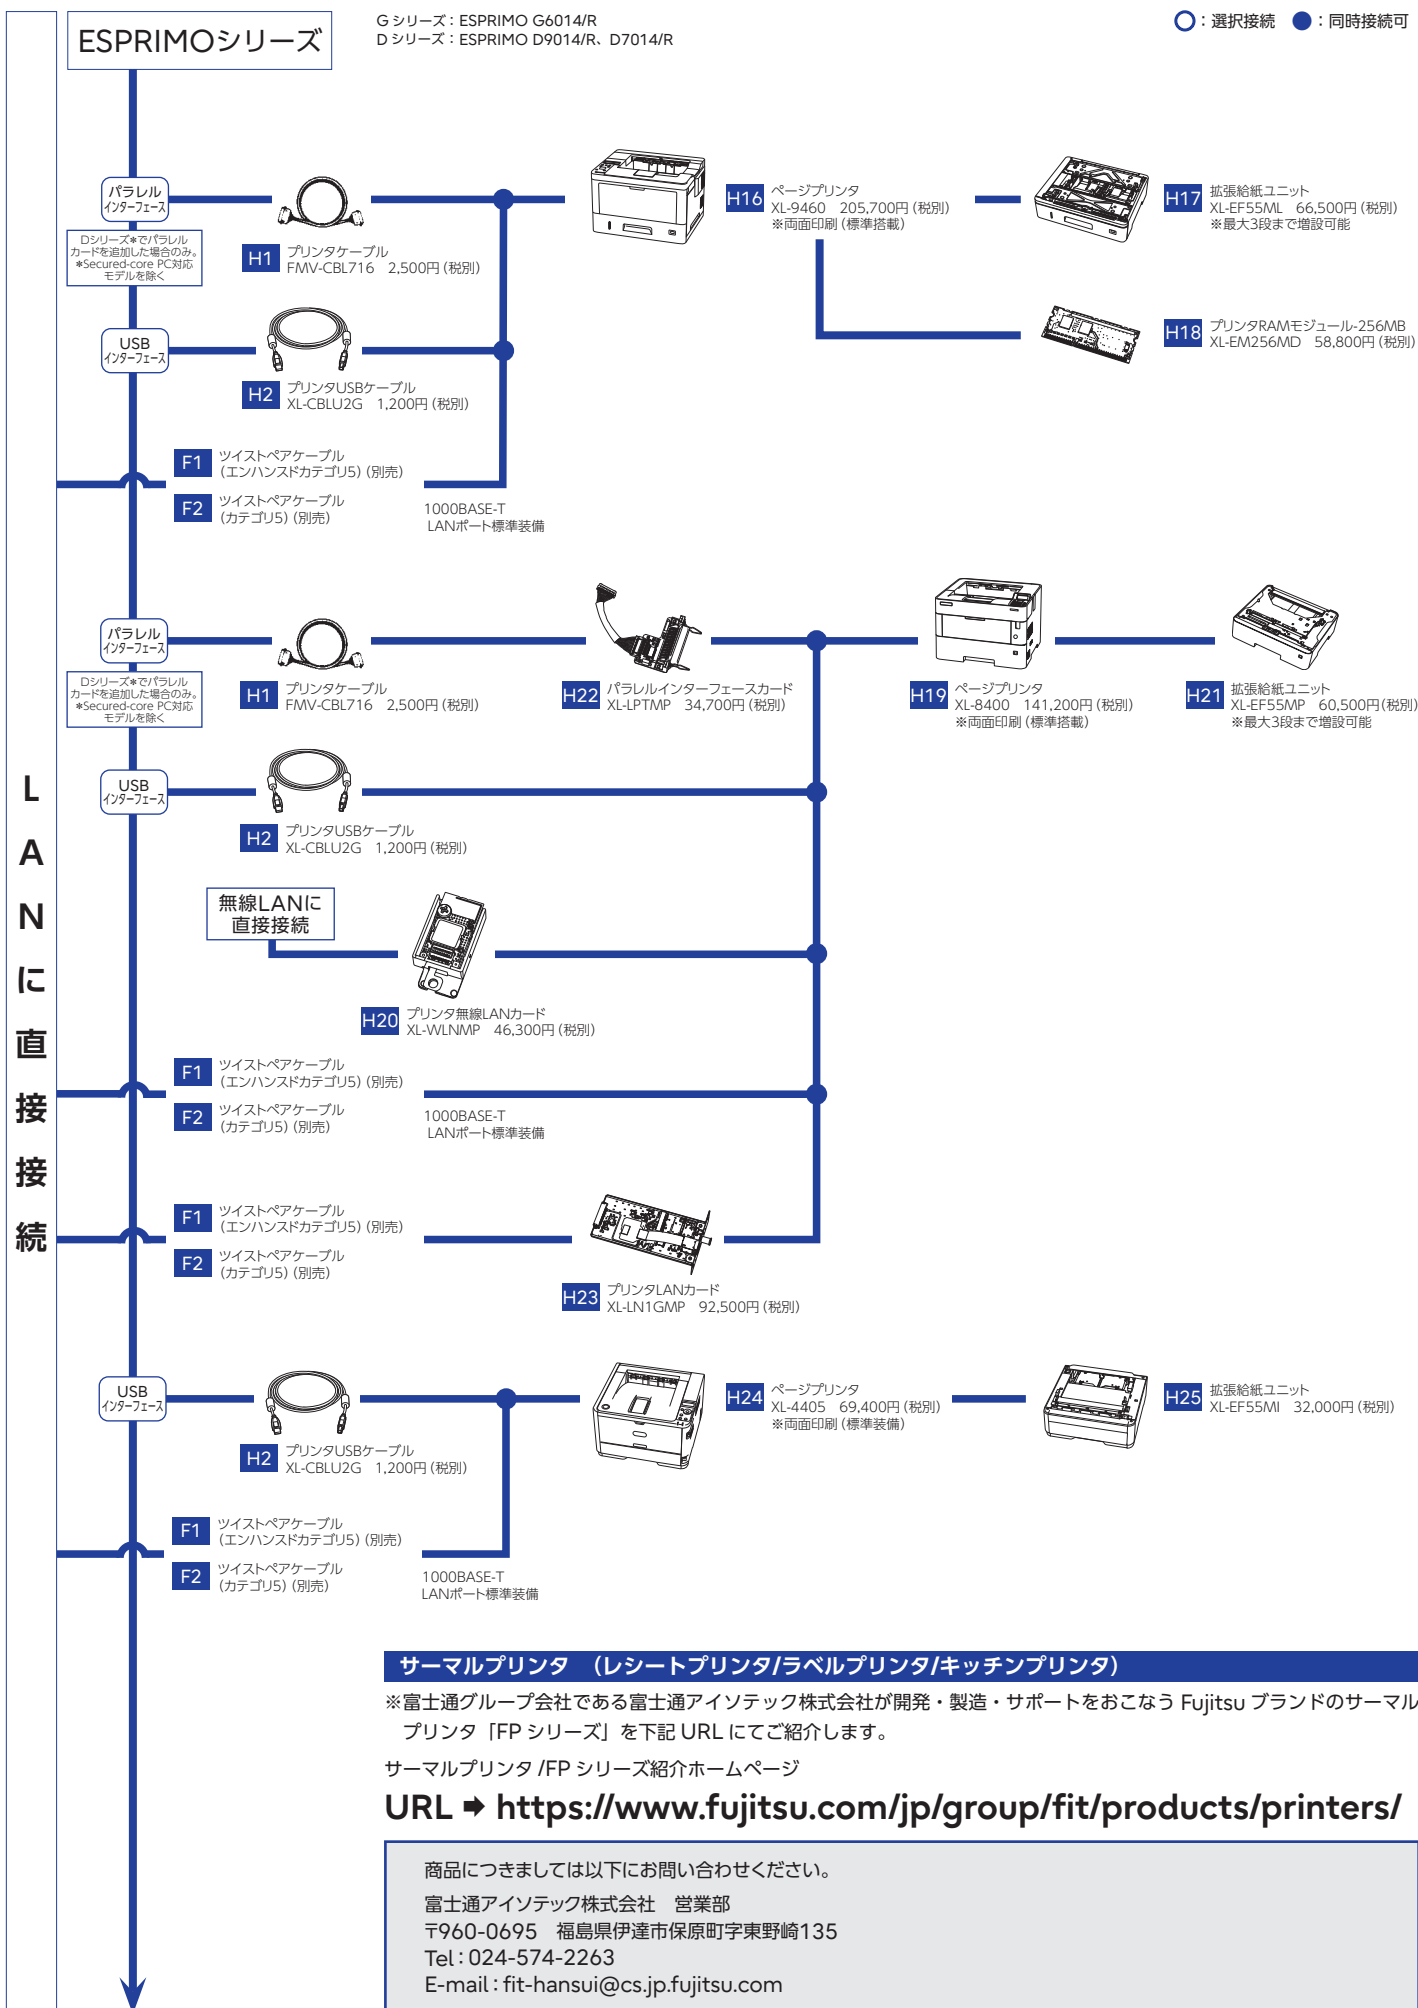 ESPRIMOシリーズ
G シリーズ：ESPRIMO G6014/R
D シリーズ：ESPRIMO D9014/R、D7014/R
○：選択接続　●：同時接続可
LANに直接接続
パラレル
インターフェース
Dシリーズ＊でパラレル
カードを追加した場合のみ。
＊Secured-core PC対応
モデルを除く
H1 プリンタケーブル
FMV-CBL716　2,500円（税別）
H16 ページプリンタ
XL-9460　205,700円（税別）
※両面印刷（標準搭載）
H17 拡張給紙ユニット
XL-EF55ML　66,500円（税別）
※最大3段まで増設可能
H18 プリンタRAMモジュール-256MB
XL-EM256MD　58,800円（税別）
USB
インターフェース
H2 プリンタUSBケーブル
XL-CBLU2G　1,200円（税別）
F1 ツイストペアケーブル
（エンハンスドカテゴリ5）（別売）
F2 ツイストペアケーブル
（カテゴリ5）（別売）
1000BASE-T
LANポート標準装備
パラレル
インターフェース
Dシリーズ＊でパラレル
カードを追加した場合のみ。
＊Secured-core PC対応
モデルを除く
H1 プリンタケーブル
FMV-CBL716　2,500円（税別）
H22 パラレルインターフェースカード
XL-LPTMP　34,700円（税別）
H19 ページプリンタ
XL-8400　141,200円（税別）
※両面印刷（標準搭載）
H21 拡張給紙ユニット
XL-EF55MP　60,500円（税別）
※最大3段まで増設可能
USB
インターフェース
H2 プリンタUSBケーブル
XL-CBLU2G　1,200円（税別）
無線LANに
直接接続
H20 プリンタ無線LANカード
XL-WLNMP　46,300円（税別）
F1 ツイストペアケーブル
（エンハンスドカテゴリ5）（別売）
F2 ツイストペアケーブル
（カテゴリ5）（別売）
1000BASE-T
LANポート標準装備
F1 ツイストペアケーブル
（エンハンスドカテゴリ5）（別売）
F2 ツイストペアケーブル
（カテゴリ5）（別売）
H23 プリンタLANカード
XL-LN1GMP　92,500円（税別）
USB
インターフェース
H2 プリンタUSBケーブル
XL-CBLU2G　1,200円（税別）
H24 ページプリンタ
XL-4405　69,400円（税別）
※両面印刷（標準装備）
H25 拡張給紙ユニット
XL-EF55MI　32,000円（税別）
F1 ツイストペアケーブル
（エンハンスドカテゴリ5）（別売）
F2 ツイストペアケーブル
（カテゴリ5）（別売）
1000BASE-T
LANポート標準装備
サーマルプリンタ　（レシートプリンタ/ラベルプリンタ/キッチンプリンタ）
※富士通グループ会社である富士通アイソテック株式会社が開発・製造・サポートをおこなう Fujitsu ブランドのサーマル
プリンタ「FP シリーズ」を下記 URL にてご紹介します。
サーマルプリンタ /FP シリーズ紹介ホームページ
URL ➡ https://www.fujitsu.com/jp/group/fit/products/printers/
商品につきましては以下にお問い合わせください。
富士通アイソテック株式会社　営業部
〒960-0695　福島県伊達市保原町字東野崎135
Tel：024-574-2263
E-mail：fit-hansui@cs.jp.fujitsu.com